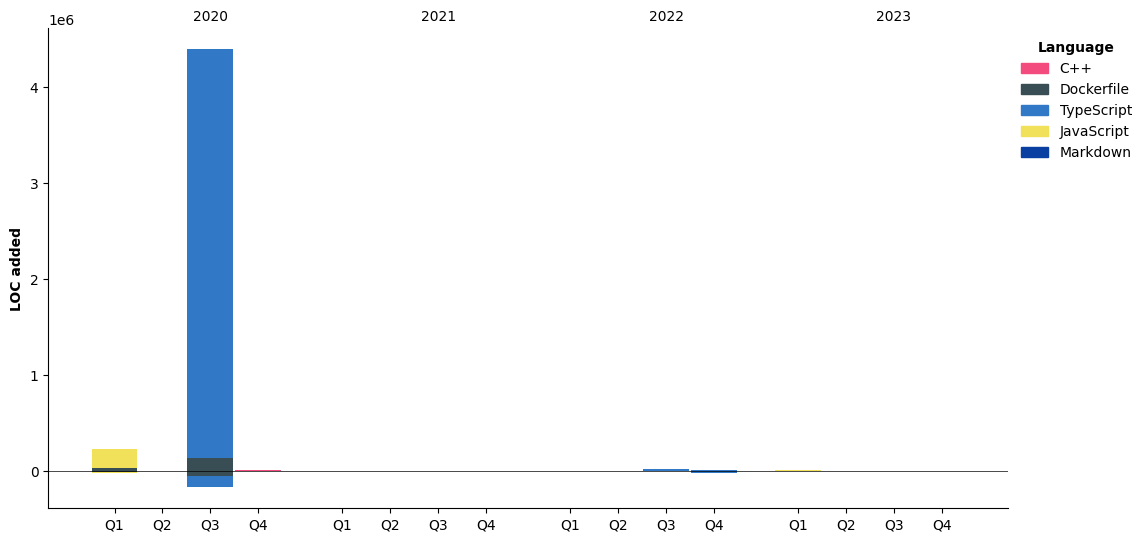 2020 2021 2022 2023
1e6
Language
C++
Dockerfile
TypeScript
JavaScript
Markdown
LOC added
4
3
2
1
0
Q1 Q2 Q3 Q4 Q1 Q2 Q3 Q4 Q1 Q2 Q3 Q4 Q1 Q2 Q3 Q4